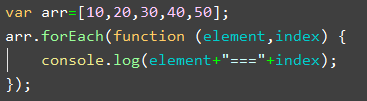 var arr=[10,20,30,40,50];
arr.forEach(function (element,index) {
    console.log(element+"==="+index);
});